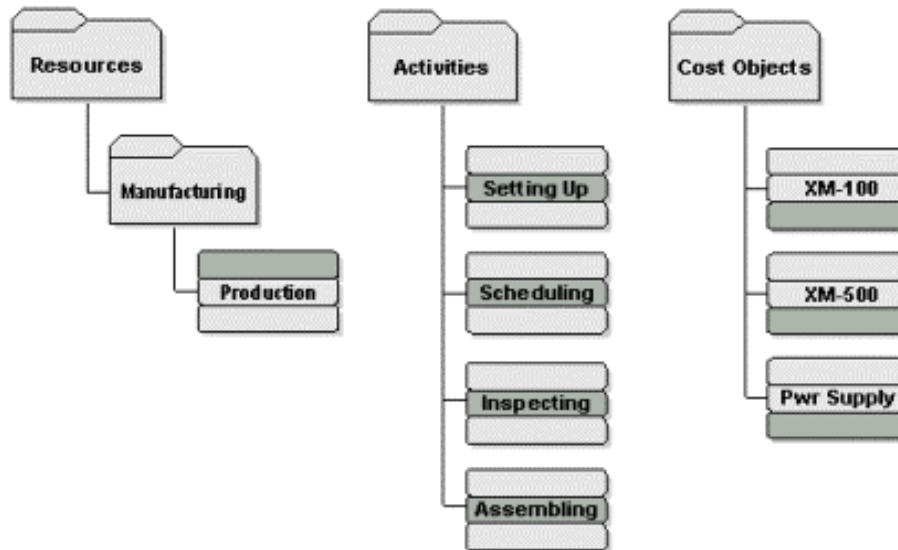 Resources
Manufacturing
Production
Activities
Setting Up
Scheduling
Inspecting
Assembling
Cost Objects
XM-100
XM-500
Pwr Supply